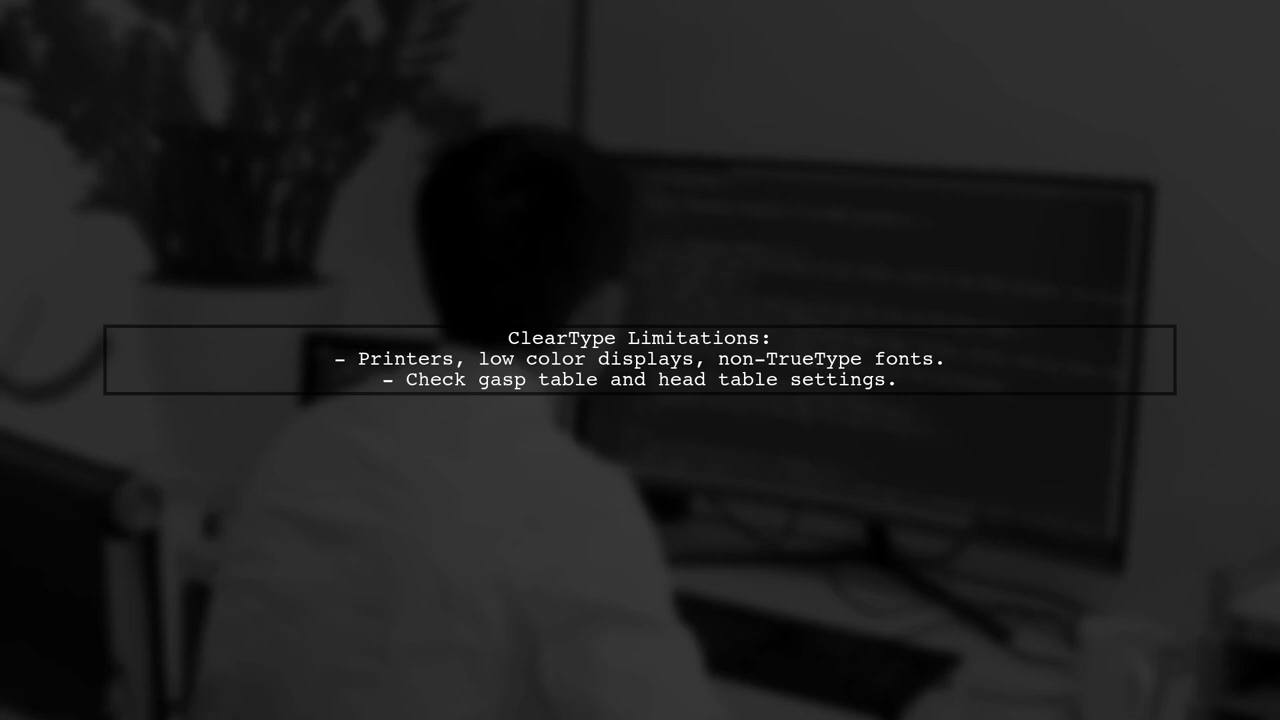 ClearType Limitations:
- Printers, low color displays, non-TrueType fonts.
- Check gasp table and head table settings.